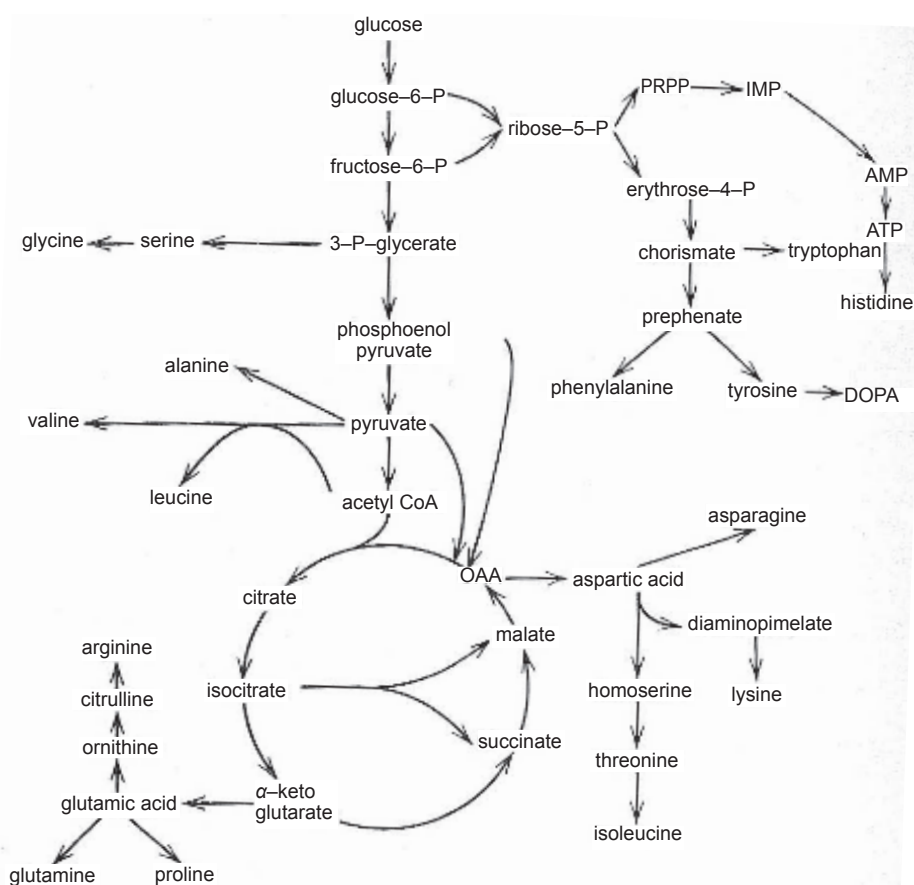 glucose
glucose–6–P
PRPP
IMP
ribose–5–P
fructose–6–P
AMP
erythrose–4–P
ATP
glycine
serine
3–P–glycerate
chorismate
tryptophan
histidine
prephenate
phosphoenol
pyruvate
alanine
phenylalanine
tyrosine
DOPA
valine
pyruvate
leucine
acetyl CoA
asparagine
OAA
aspartic acid
citrate
diaminopimelate
malate
arginine
isocitrate
homoserine
lysine
citrulline
succinate
ornithine
threonine
α–keto
glutarate
glutamic acid
isoleucine
glutamine
proline